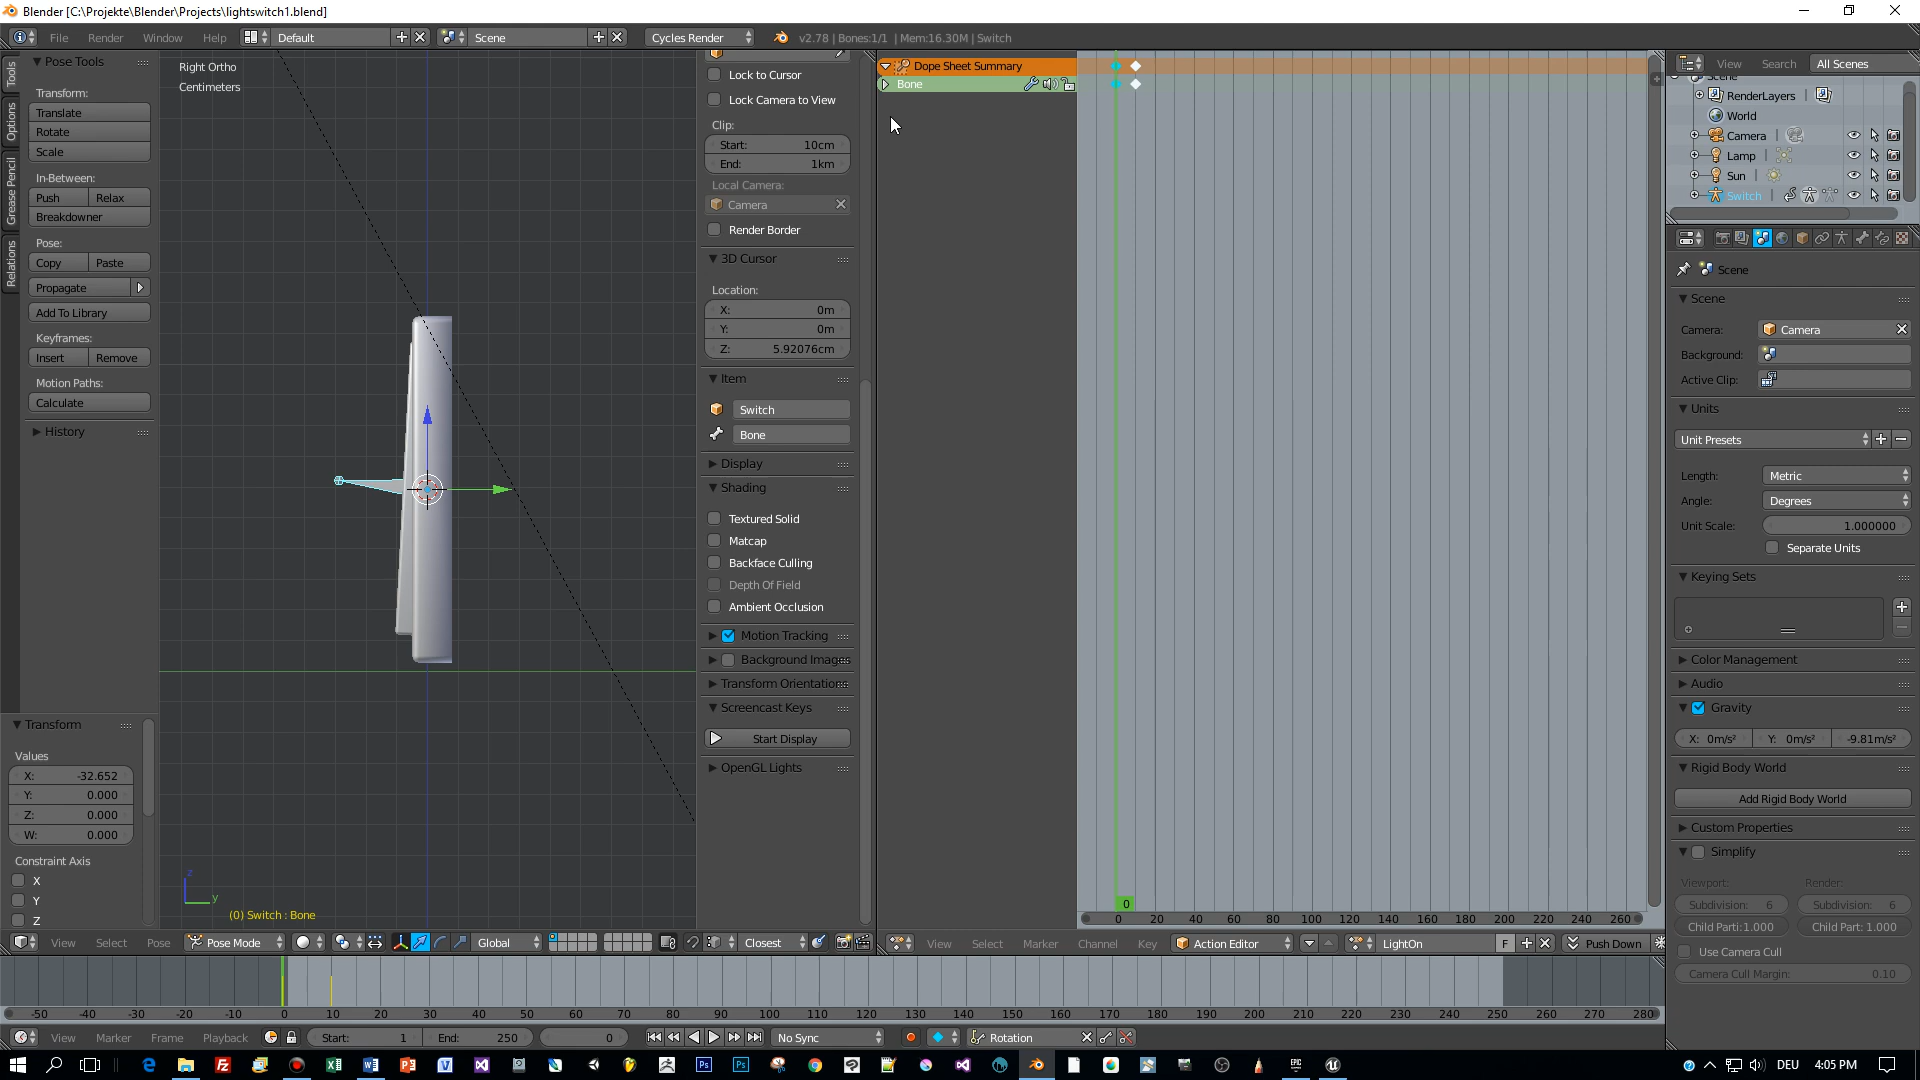 Blender [C:\Projekte\Blender\Projects\lightswitch1.blend]
File Render Window Help Default Scene Cycles Render v2.78 | Bones:1/1 | Mem:16.30M | Switch
Tools
Options
Grease Pencil
Relations
Pose Tools
Transform:
Translate
Rotate
Scale
In-Between:
Push Relax
Breakdowner
Pose:
Copy Paste
Propagate
Add To Library
Keyframes:
Insert Remove
Motion Paths:
Calculate
History
Transform
Values
X: -32.652
Y: 0.000
Z: 0.000
W: 0.000
Constraint Axis
X
Y
Z
Right Ortho
Centimeters
z
y
(0) Switch : Bone
Lock to Cursor
Lock Camera to View
Clip:
Start: 10cm
End: 1km
Local Camera:
Camera
Render Border
3D Cursor
Location:
X: 0m
Y: 0m
Z: 5.92076cm
Item
Switch
Bone
Display
Shading
Textured Solid
Matcap
Backface Culling
Depth Of Field
Ambient Occlusion
Motion Tracking
Background Images
Transform Orientations
Screencast Keys
Start Display
OpenGL Lights
Dope Sheet Summary
Bone
0
-40 0 20 40 60 80 100 120 140 160 180 200 220 240 260
View Select Pose Pose Mode Global Closest
View Select Marker Channel Key Action Editor LightOn F Push Down
-50 -40 -30 -20 -10 0 10 20 30 40 50 60 70 80 90 100 110 120 130 140 150 160 170 180 190 200 210 220 230 240 250 260 270 280
View Marker Frame Playback Start: 1 End: 250 0 No Sync Rotation
View Search All Scenes
Scene
RenderLayers
World
Camera
Lamp
Sun
Switch
Scene
Scene
Camera: Camera
Background:
Active Clip:
Units
Unit Presets
Length: Metric
Angle: Degrees
Unit Scale: 1.000000
Separate Units
Keying Sets
Color Management
Audio
Gravity
X: 0m/s² Y: 0m/s² -9.81m/s²
Rigid Body World
Add Rigid Body World
Custom Properties
Simplify
Viewport: Render:
Subdivision: 6 Subdivision: 6
Child Parti:1.000 Child Part: 1.000
Use Camera Cull
Camera Cull Margin: 0.10
DEU 4:05 PM